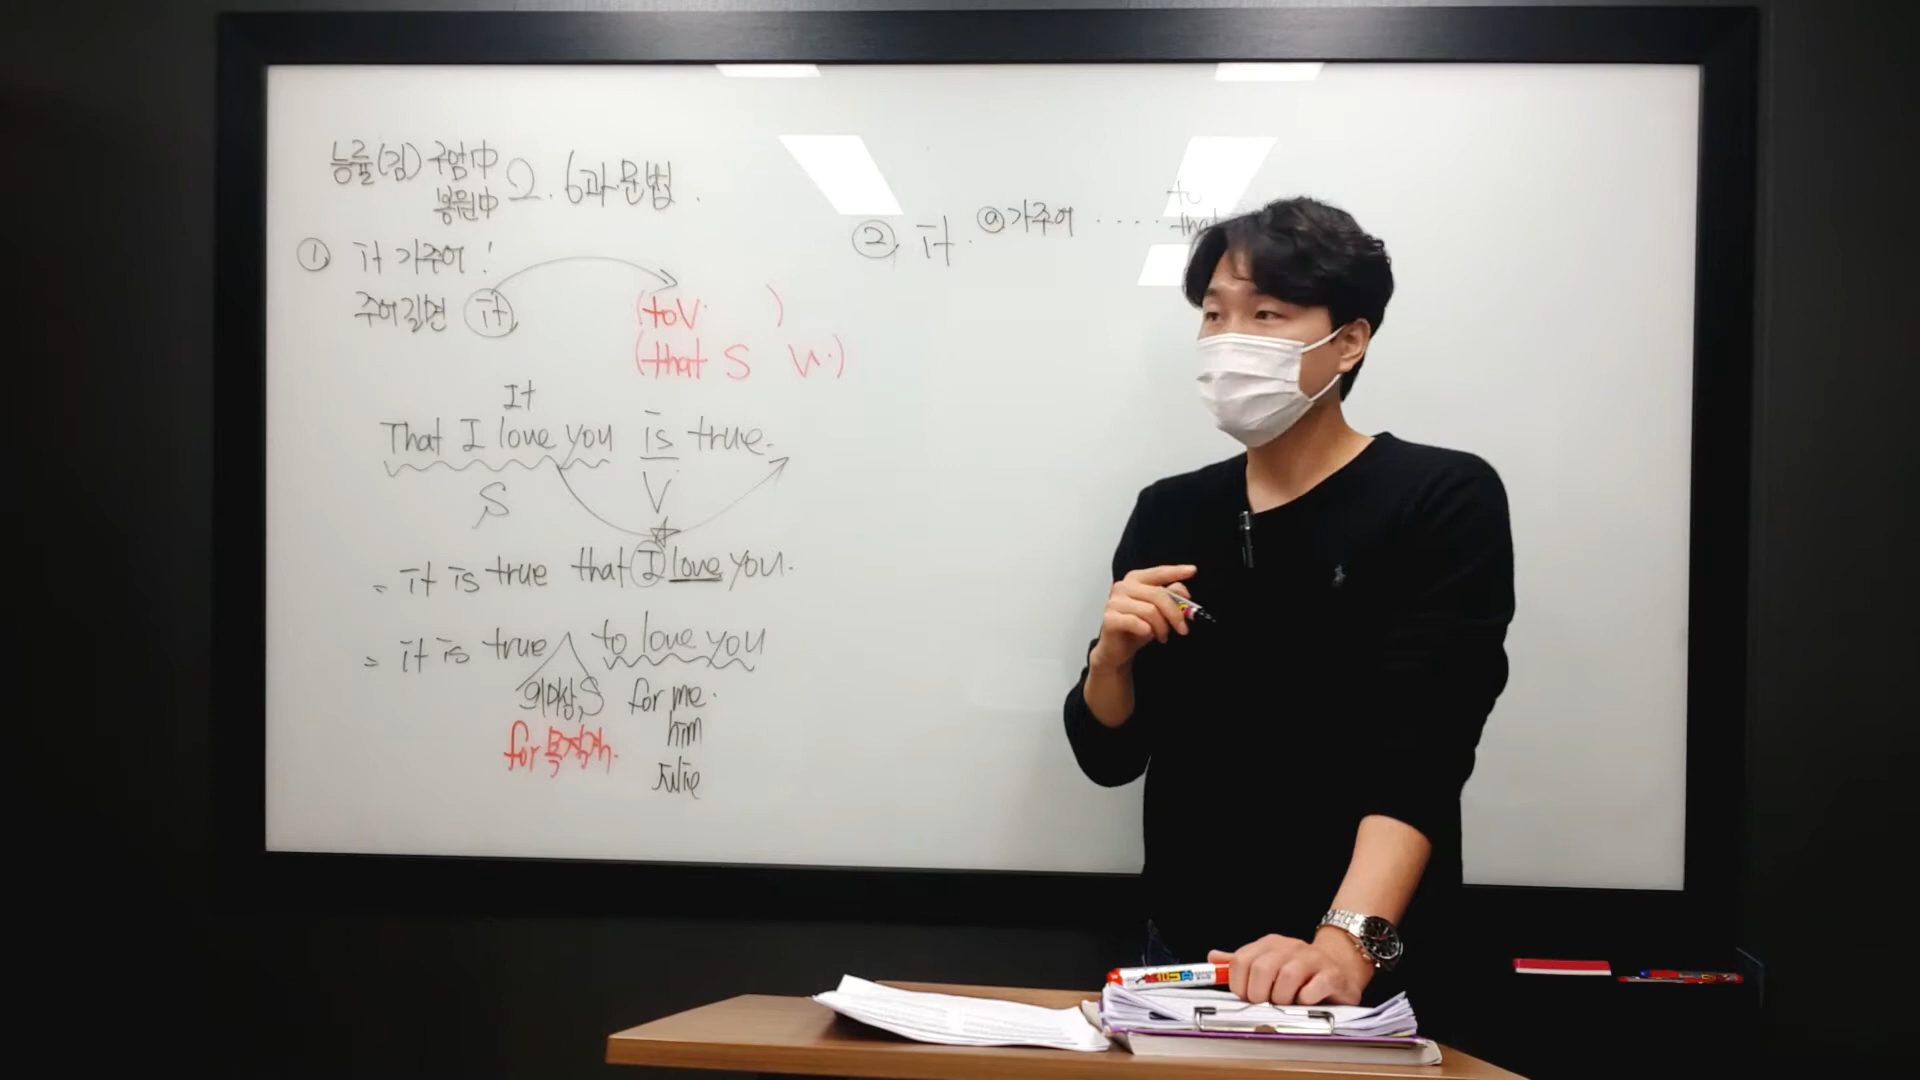 능률(김) 구암中 2. 6과 문법.
봉원中
① it 가주어!
주어길면 it (toV. )
(that S V.)
It
That I love you is true.
S V
= it is true that I love you.
= it is true to love you
의미상S for me.
for 목적격. him
Julie
② it. ⓐ가주어 .... to
that